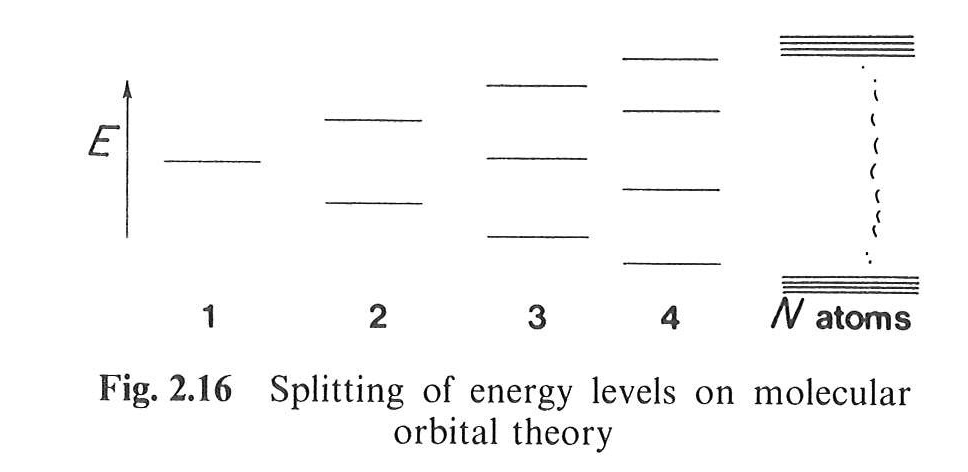 E
1 2 3 4 N atoms
Fig. 2.16 Splitting of energy levels on molecular
orbital theory